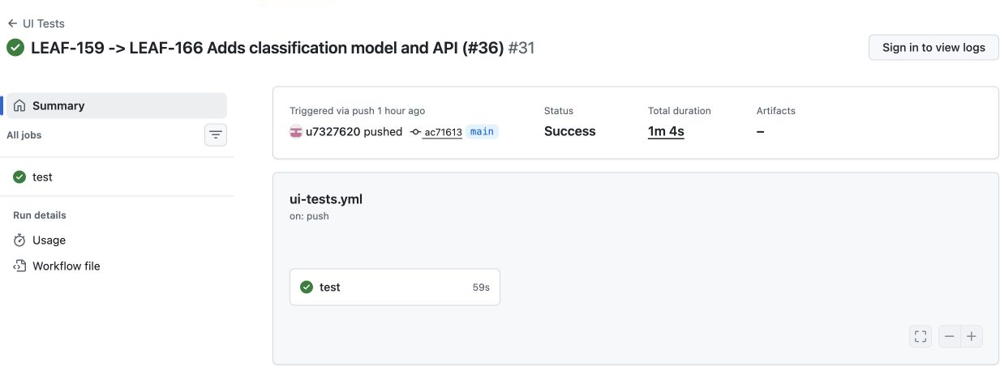 ← UI Tests
LEAF-159 -> LEAF-166 Adds classification model and API (#36) #31
Sign in to view logs
Summary
All jobs
test
Run details
Usage
Workflow file
Triggered via push 1 hour ago
u7327620 pushed ac71613 main
Status
Success
Total duration
1m 4s
Artifacts
–
ui-tests.yml
on: push
test 59s